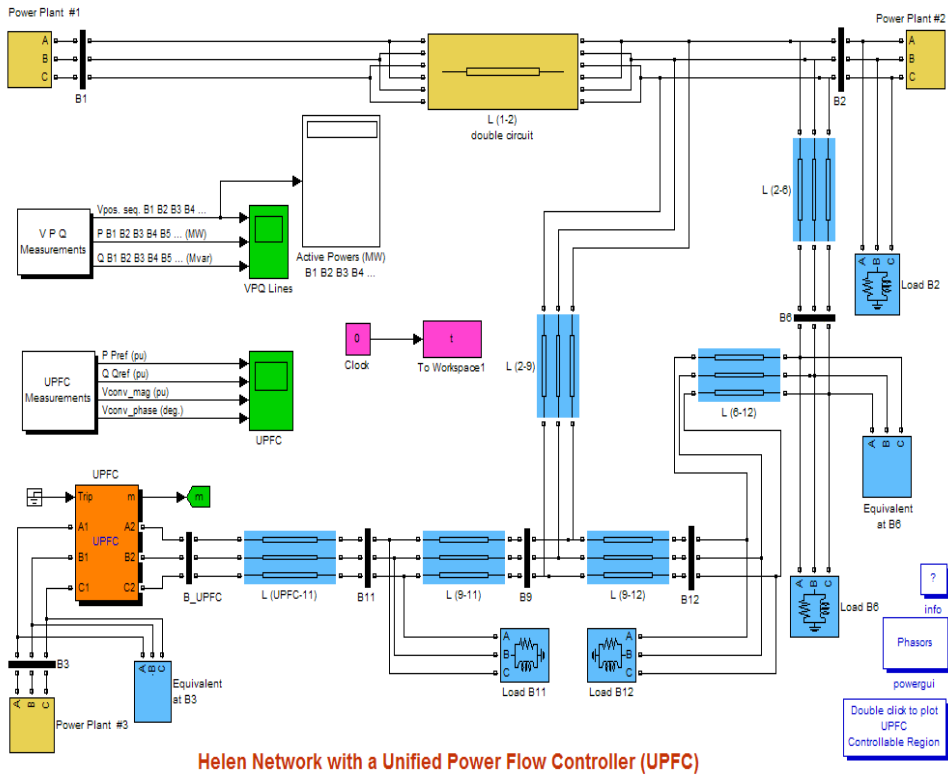 Power Plant #1
A
B
C
B1
L (1-2)
double circuit
Power Plant #2
A
B
C
B2
V P Q
Measurements
Vpos. seq. B1 B2 B3 B4 ...
P B1 B2 B3 B4 B5 ... (MW)
Q B1 B2 B3 B4 B5 ... (Mvar)
VPQ Lines
Active Powers (MW)
B1 B2 B3 B4 ...
L (2-6)
A
B
C
Load B2
B6
UPFC
Measurements
P Pref (pu)
Q Qref (pu)
Vconv_mag (pu)
Vconv_phase (deg.)
UPFC
0
Clock
t
To Workspace1
L (2-9)
L (6-12)
A
B
C
Equivalent
at B6
UPFC
Trip
m
A1
A2
UPFC
B1
B2
C1
C2
m
B_UPFC
L (UPFC-11)
B11
L (9-11)
B9
L (9-12)
B12
A
B
C
Load B6
?
info
Phasors
powergui
Double click to plot
UPFC
Controllable Region
A
B
C
Load B11
A
B
C
Load B12
B3
A
B
C
Equivalent
at B3
A
B
C
Power Plant #3
Helen Network with a Unified Power Flow Controller (UPFC)